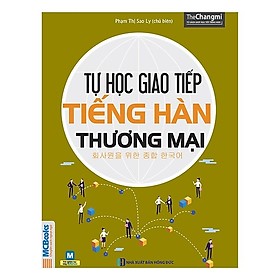 Phạm Thị Sao Ly (chủ biên)
TheChangmi
TỰ HỌC GIAO TIẾP
TIẾNG HÀN
THƯƠNG MẠI
회사원을 위한 종합 한국어
MCBooks
NHÀ XUẤT BẢN HỒNG ĐỨC